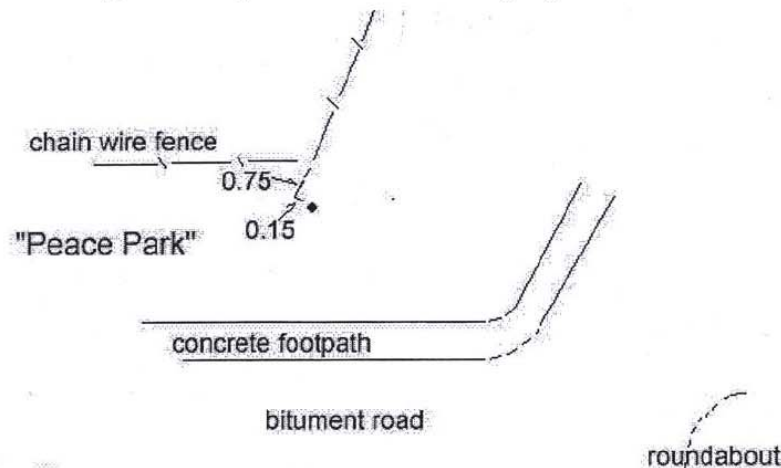 chain wire fence
0.75
0.15
"Peace Park"
concrete footpath
bitument road
roundabout